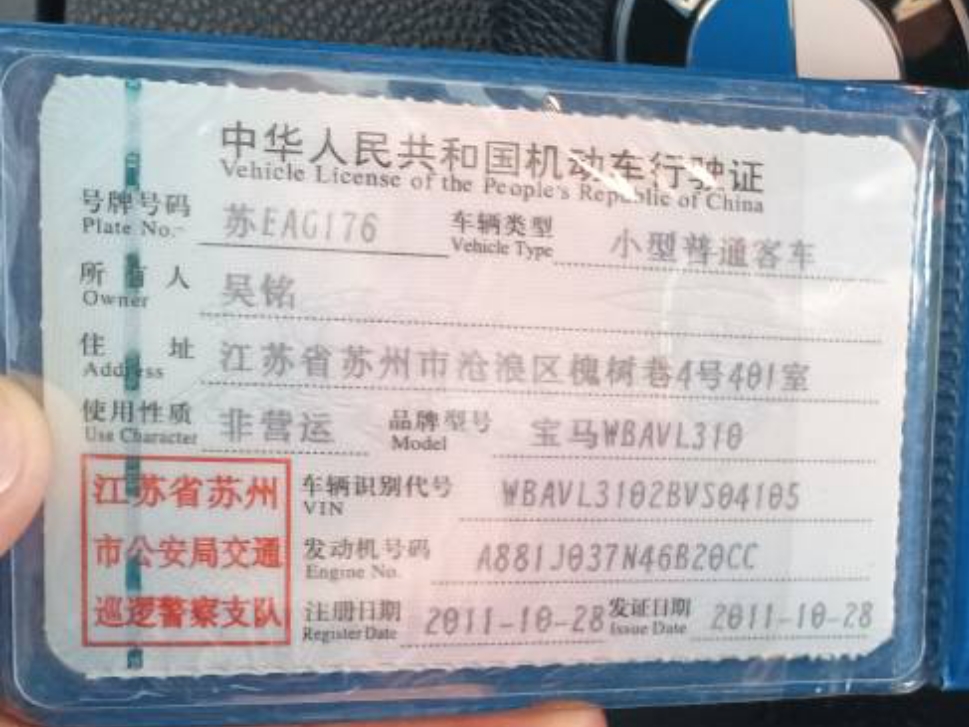 中华人民共和国机动车行驶证
Vehicle License of the People's Republic of China
号牌号码 苏EAG176 车辆类型 小型普通客车
Plate No. Vehicle Type
所有人 吴铭
Owner
住址 江苏省苏州市沧浪区槐树巷4号401室
Address
使用性质 非营运 品牌型号 宝马WBAVL310
Use Character Model
江苏省苏州 车辆识别代号 WBAVL3102BVS04105
VIN
市公安局交通 发动机号码 A881J037N46B20CC
Engine No.
巡逻警察支队 注册日期 2011-10-28 发证日期 2011-10-28
Register Date Issue Date